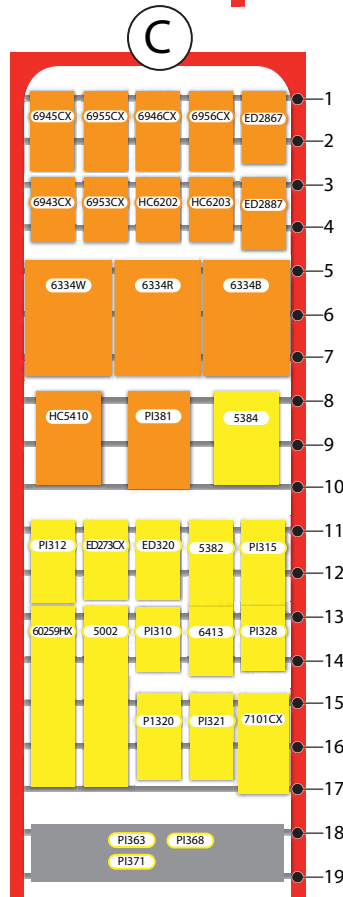 C
6945CX 6955CX 6946CX 6956CX ED2867 1
2
6943CX 6953CX HC6202 HC6203 ED2887 3
4
5
6334W 6334R 6334B
6
7
8
HC5410 PI381 5384
9
10
11
PI312 ED273CX ED320 5382 PI315
12
13
60259HX 5002 PI310 6413 PI328
14
15
P1320 PI321 7101CX
16
17
18
PI363 PI368
PI371
19